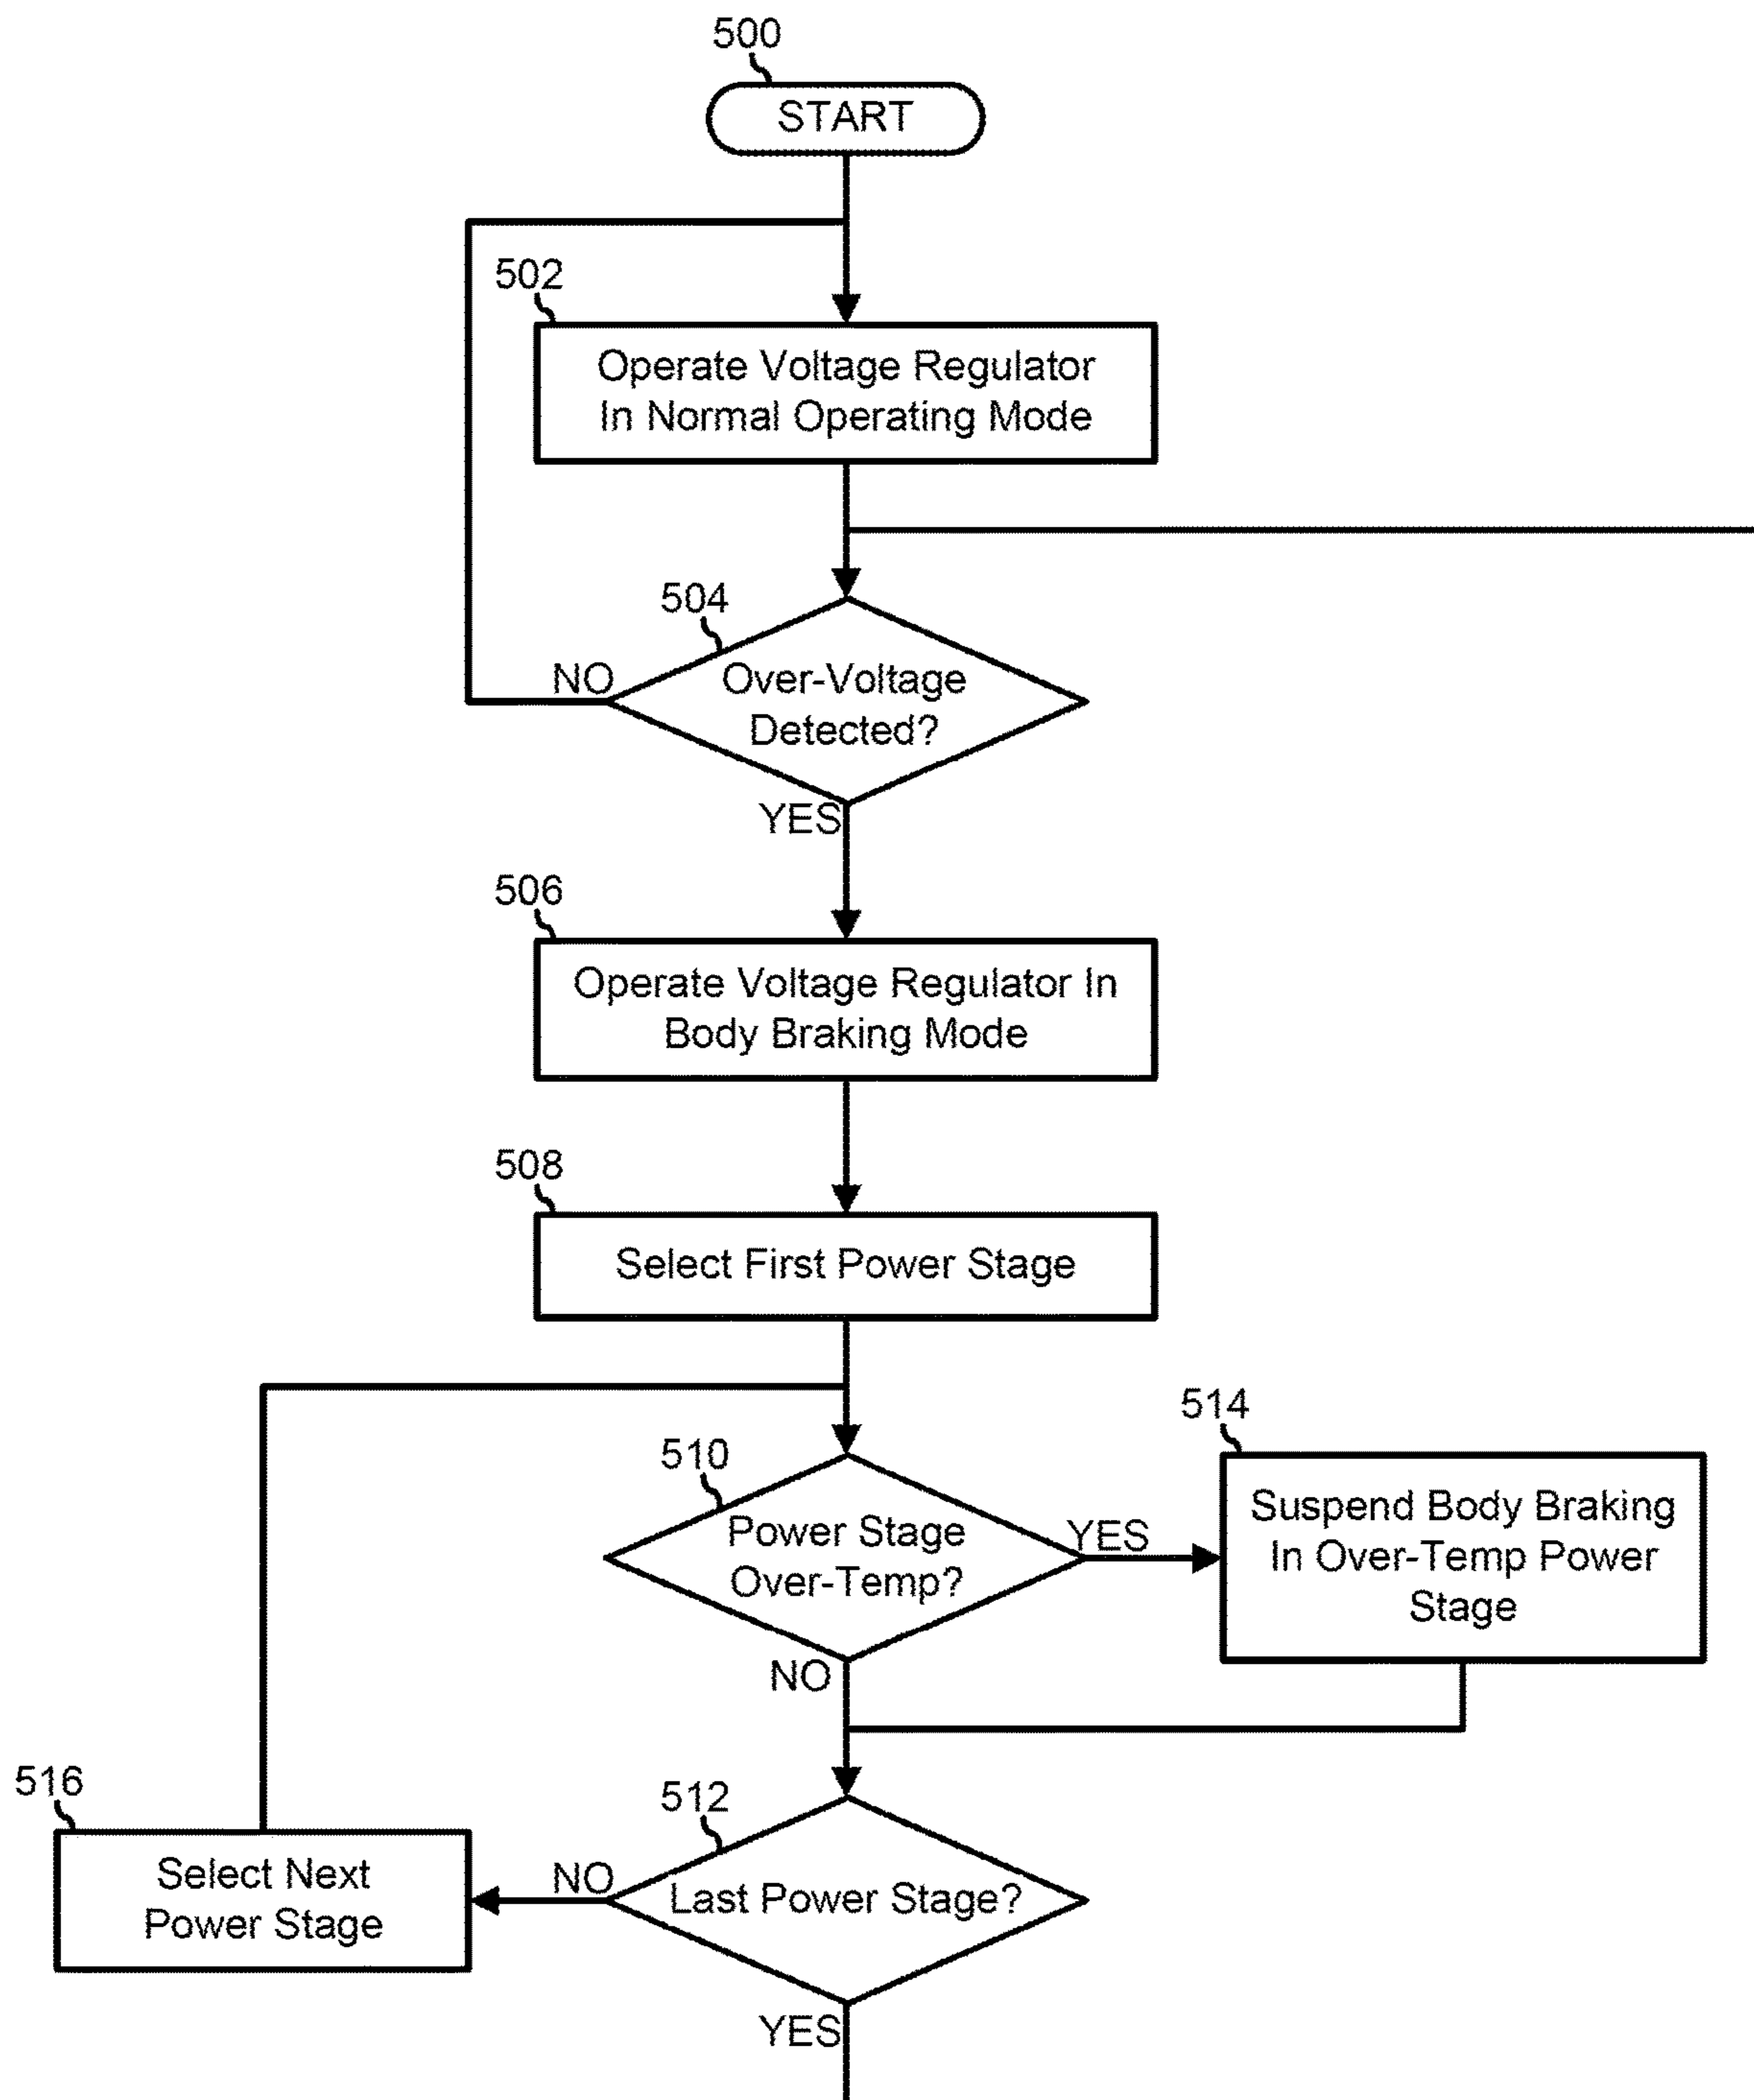 500
START
502
Operate Voltage Regulator
In Normal Operating Mode
504
NO
Over-Voltage
Detected?
YES
506
Operate Voltage Regulator In
Body Braking Mode
508
Select First Power Stage
510
Power Stage
Over-Temp?
YES
NO
514
Suspend Body Braking
In Over-Temp Power
Stage
516
Select Next
Power Stage
512
NO
Last Power Stage?
YES